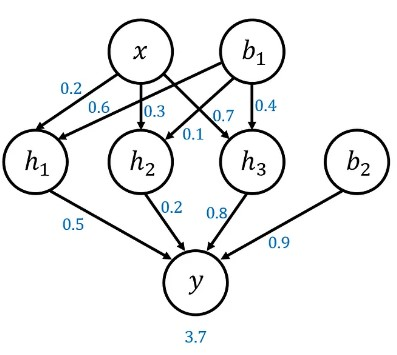 x b₁
0.2 0.6 0.3 0.1 0.7 0.4
h₁ h₂ h₃ b₂
0.5 0.2 0.8 0.9
y
3.7